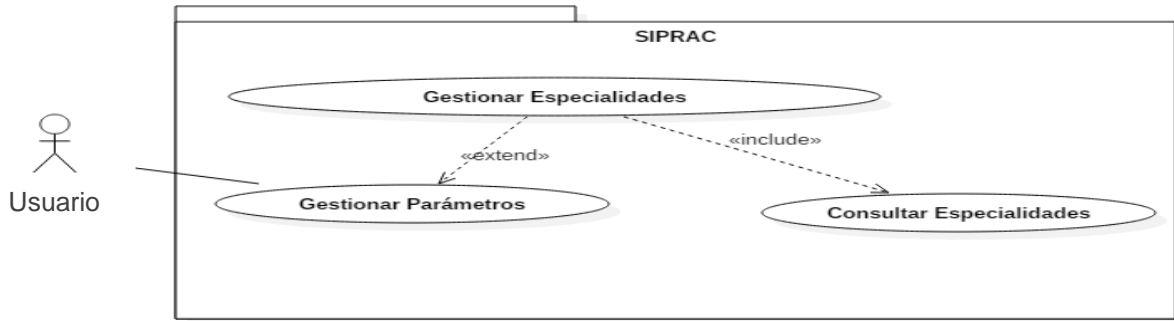 SIPRAC
Gestionar Especialidades
«extend»
«include»
Usuario
Gestionar Parámetros
Consultar Especialidades